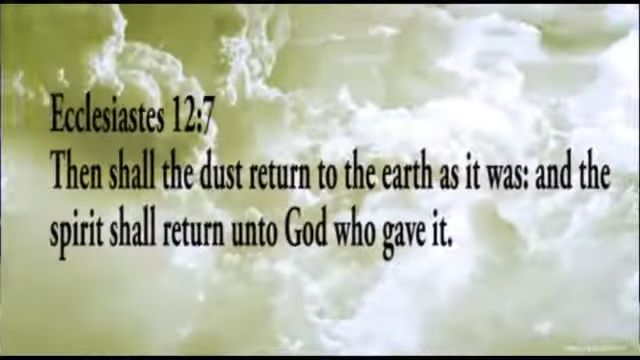 Ecclesiastes 12:7
Then shall the dust return to the earth as it was: and the
spirit shall return unto God who gave it.